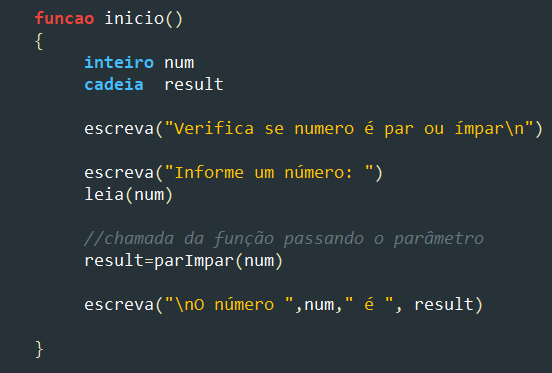 funcao inicio()
{
inteiro num
cadeia  result
escreva("Verifica se numero é par ou ímpar\n")
escreva("Informe um número: ")
leia(num)
//chamada da função passando o parâmetro
result=parImpar(num)
escreva("\nO número ",num," é ", result)
}